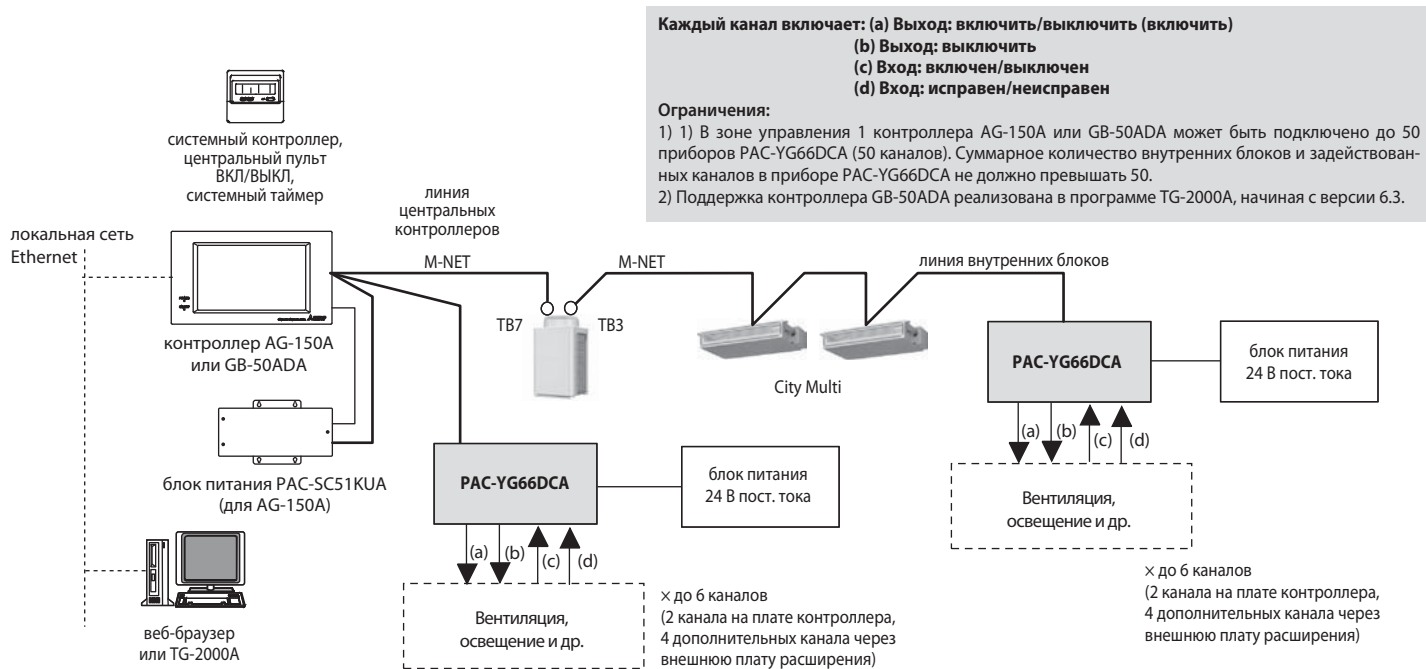 Каждый канал включает: (a) Выход: включить/выключить (включить)
(b) Выход: выключить
(c) Вход: включен/выключен
(d) Вход: исправен/неисправен
Ограничения:
1) 1) В зоне управления 1 контроллера AG-150A или GB-50ADA может быть подключено до 50
приборов PAC-YG66DCA (50 каналов). Суммарное количество внутренних блоков и задействован-
ных каналов в приборе PAC-YG66DCA не должно превышать 50.
2) Поддержка контроллера GB-50ADA реализована в программе TG-2000A, начиная с версии 6.3.
системный контроллер,
центральный пульт
ВКЛ/ВЫКЛ,
системный таймер
локальная сеть
Ethernet
линия
центральных
контроллеров
M-NET
M-NET
линия внутренних блоков
TB7
TB3
контроллер AG-150A
или GB-50ADA
City Multi
PAC-YG66DCA
блок питания
24 В пост. тока
(a)
(b)
(c)
(d)
Вентиляция,
освещение и др.
× до 6 каналов
(2 канала на плате контроллера,
4 дополнительных канала через
внешнюю плату расширения)
блок питания PAC-SC51KUA
(для AG-150A)
PAC-YG66DCA
блок питания
24 В пост. тока
(a)
(b)
(c)
(d)
Вентиляция,
освещение и др.
× до 6 каналов
(2 канала на плате контроллера,
4 дополнительных канала через
внешнюю плату расширения)
веб-браузер
или TG-2000A